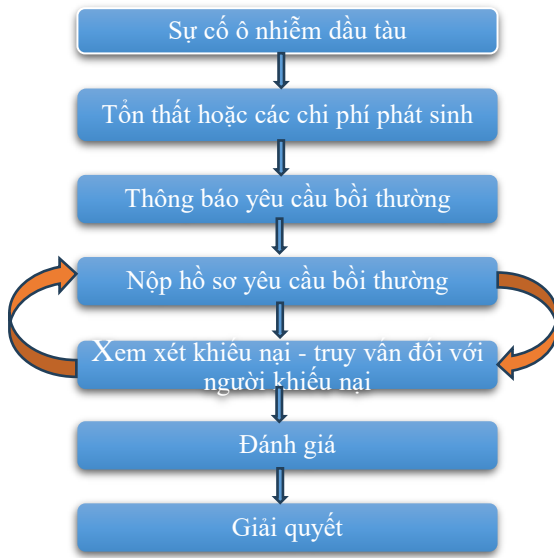 Sự cố ô nhiễm dầu tàu
Tổn thất hoặc các chi phí phát sinh
Thông báo yêu cầu bồi thường
Nộp hồ sơ yêu cầu bồi thường
Xem xét khiếu nại - truy vấn đối với
người khiếu nại
Đánh giá
Giải quyết